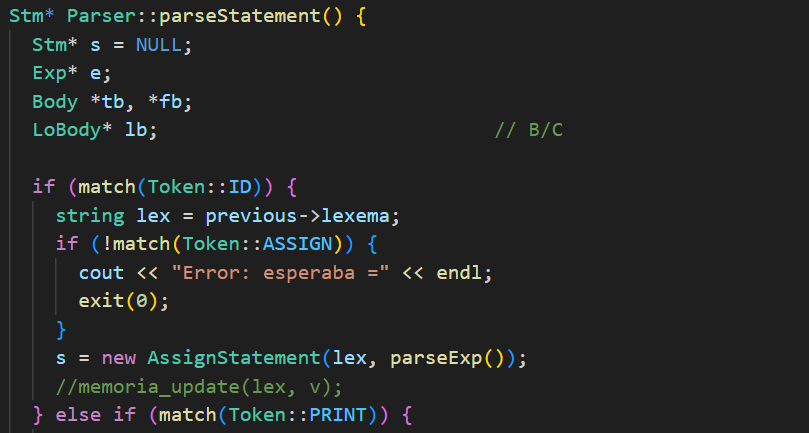 Stm* Parser::parseStatement() {
  Stm* s = NULL;
  Exp* e;
  Body *tb, *fb;
  LoBody* lb;                            // B/C

  if (match(Token::ID)) {
    string lex = previous->lexema;
    if (!match(Token::ASSIGN)) {
      cout << "Error: esperaba =" << endl;
      exit(0);
    }
    s = new AssignStatement(lex, parseExp());
    //memoria_update(lex, v);
  } else if (match(Token::PRINT)) {